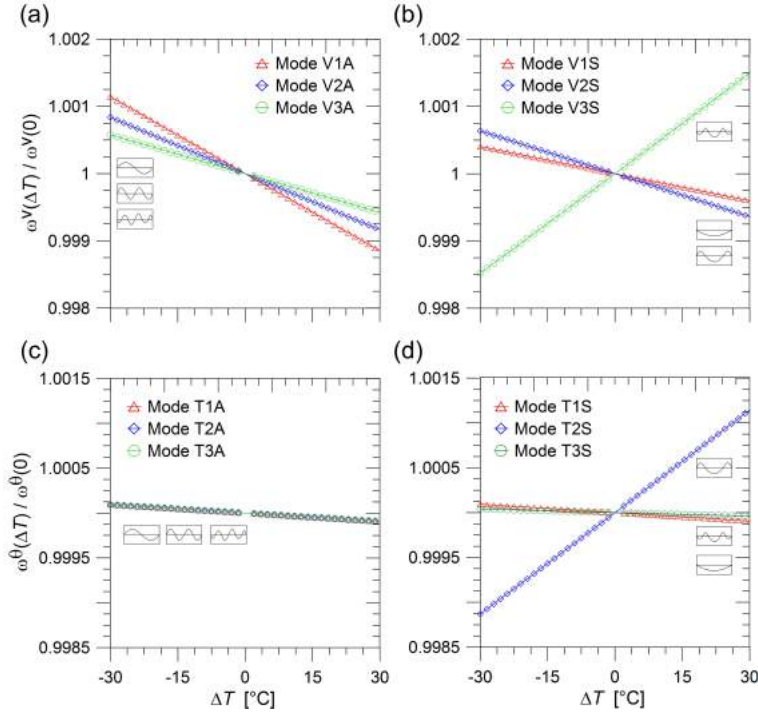 (a)
(b)
1.002
1.001
1
0.999
0.998
ωᵛ(ΔT) / ωᵛ(0)
Mode V1A
Mode V2A
Mode V3A
1.002
1.001
1
0.999
0.998
Mode V1S
Mode V2S
Mode V3S
(c)
(d)
1.0015
1.0005
0.9995
0.9985
ω^θ(ΔT) / ω^θ(0)
Mode T1A
Mode T2A
Mode T3A
-30
-15
0
15
30
ΔT [°C]
1.0015
1.0005
0.9995
0.9985
Mode T1S
Mode T2S
Mode T3S
-30
-15
0
15
30
ΔT [°C]